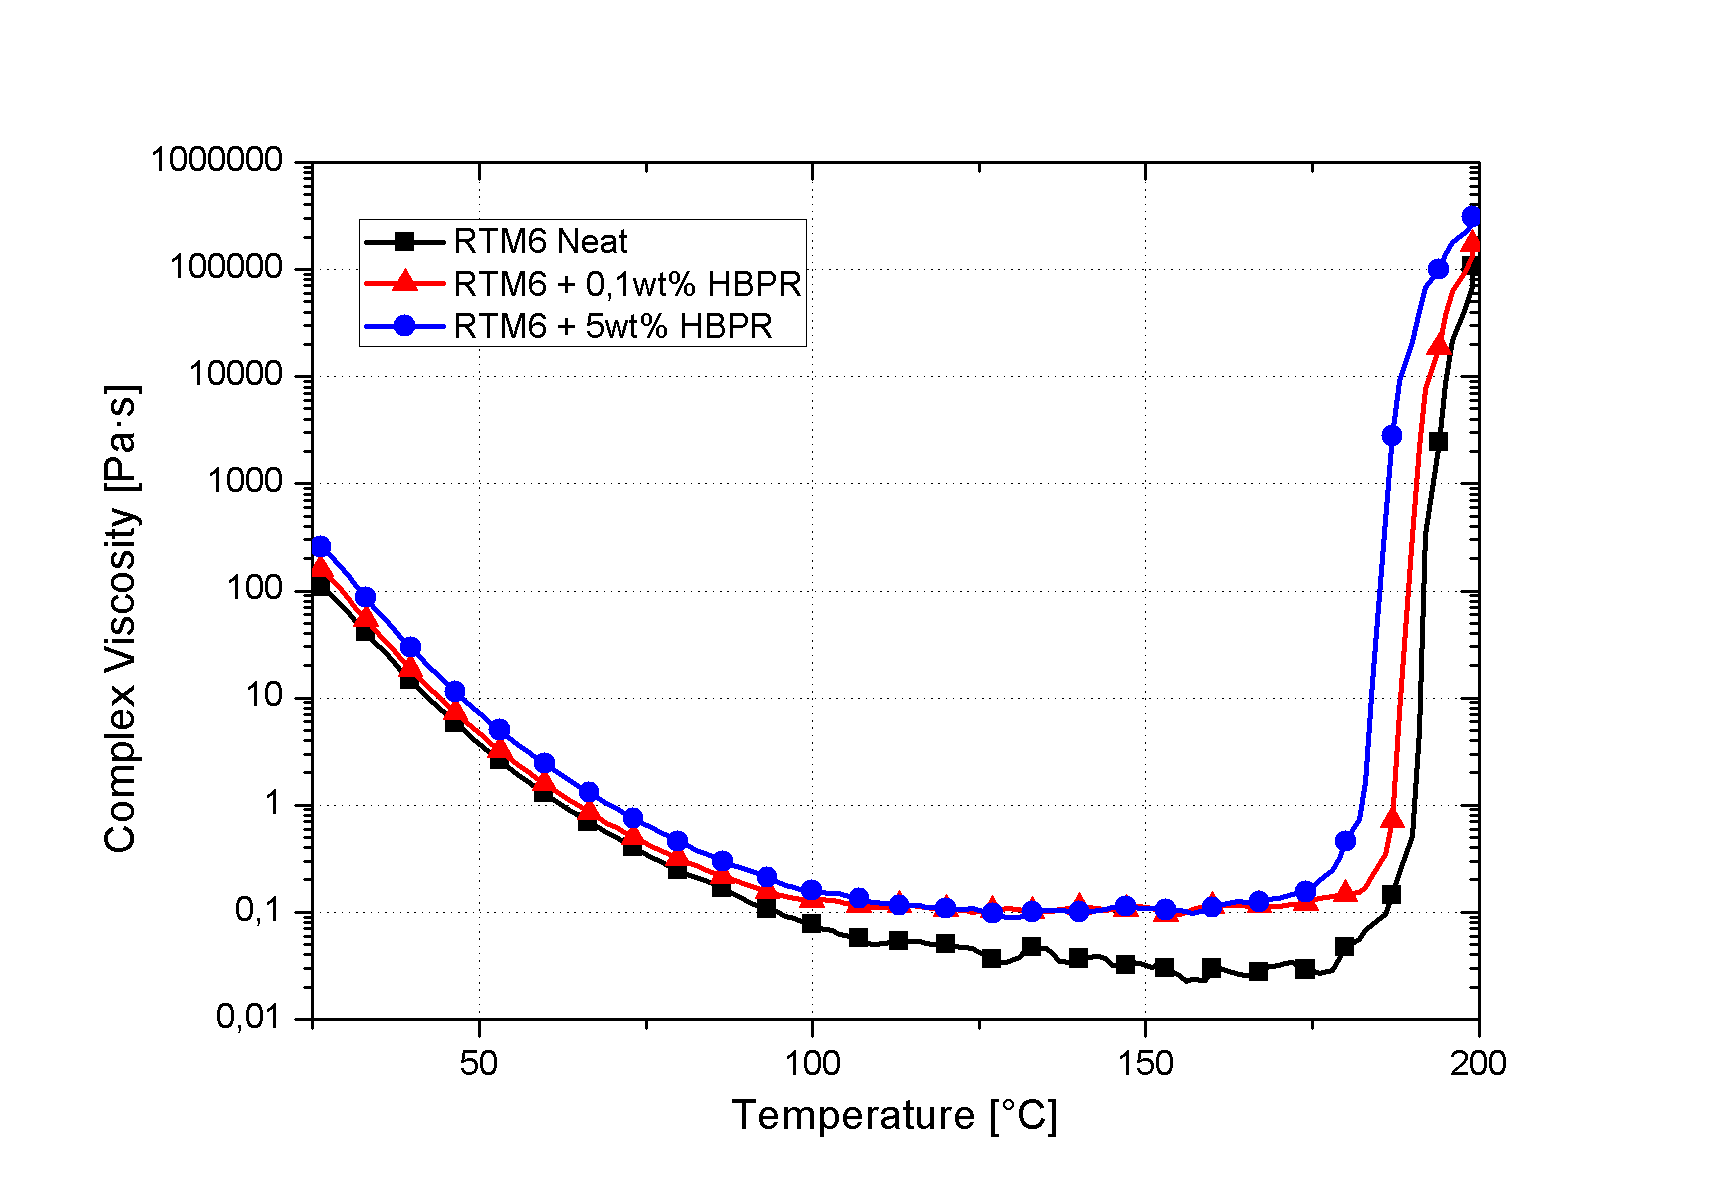 1000000
100000
10000
1000
100
10
1
0,1
0,01
Complex Viscosity [Pa·s]
RTM6 Neat
RTM6 + 0,1wt% HBPR
RTM6 + 5wt% HBPR
50 100 150 200
Temperature [°C]